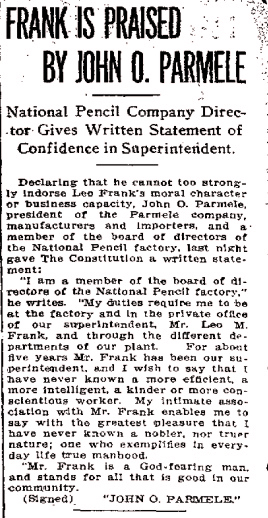 FRANK IS PRAISED
BY JOHN O. PARMELE
National Pencil Company Direc-
tor Gives Written Statement of
Confidence in Superintendent.
Declaring that he cannot too strong-
ly indorse Leo Frank's moral character
or business capacity, John O. Parmele,
president of the Parmele company,
manufacturers and importers, and a
member of the board of directors of
the National Pencil factory, last night
gave The Constitution a written state-
ment:
"I am a member of the board of di-
rectors of the National Pencil factory,"
he writes. "My duties require me to be
at the factory and in the private office
of our superintendent, Mr. Leo M.
Frank, and through the different de-
partments of our plant. For about
five years Mr. Frank has been our su-
perintendent, and I wish to say that I
have never known a more efficient, a
more intelligent, a kinder or more con-
scientious worker. My intimate asso-
ciation with Mr. Frank enables me to
say with the greatest pleasure that I
have never known a nobler, nor truer
nature; one who exemplifies in every-
day life true manhood.
"Mr. Frank is a God-fearing man,
and stands for all that is good in our
community.
(Signed) "JOHN O. PARMELE."